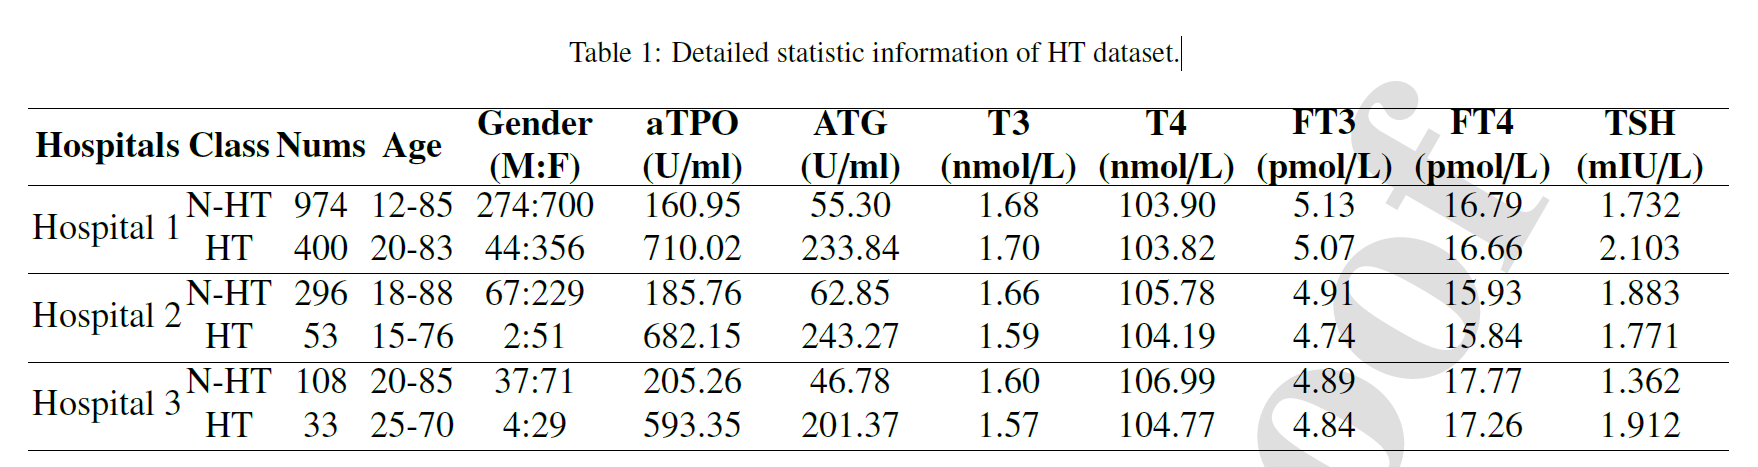 Table 1: Detailed statistic information of HT dataset.
Hospitals Class Nums Age Gender (M:F) aTPO (U/ml) ATG (U/ml) T3 (nmol/L) T4 (nmol/L) FT3 (pmol/L) FT4 (pmol/L) TSH (mIU/L)
Hospital 1 N-HT 974 12-85 274:700 160.95 55.30 1.68 103.90 5.13 16.79 1.732
HT 400 20-83 44:356 710.02 233.84 1.70 103.82 5.07 16.66 2.103
Hospital 2 N-HT 296 18-88 67:229 185.76 62.85 1.66 105.78 4.91 15.93 1.883
HT 53 15-76 2:51 682.15 243.27 1.59 104.19 4.74 15.84 1.771
Hospital 3 N-HT 108 20-85 37:71 205.26 46.78 1.60 106.99 4.89 17.77 1.362
HT 33 25-70 4:29 593.35 201.37 1.57 104.77 4.84 17.26 1.912